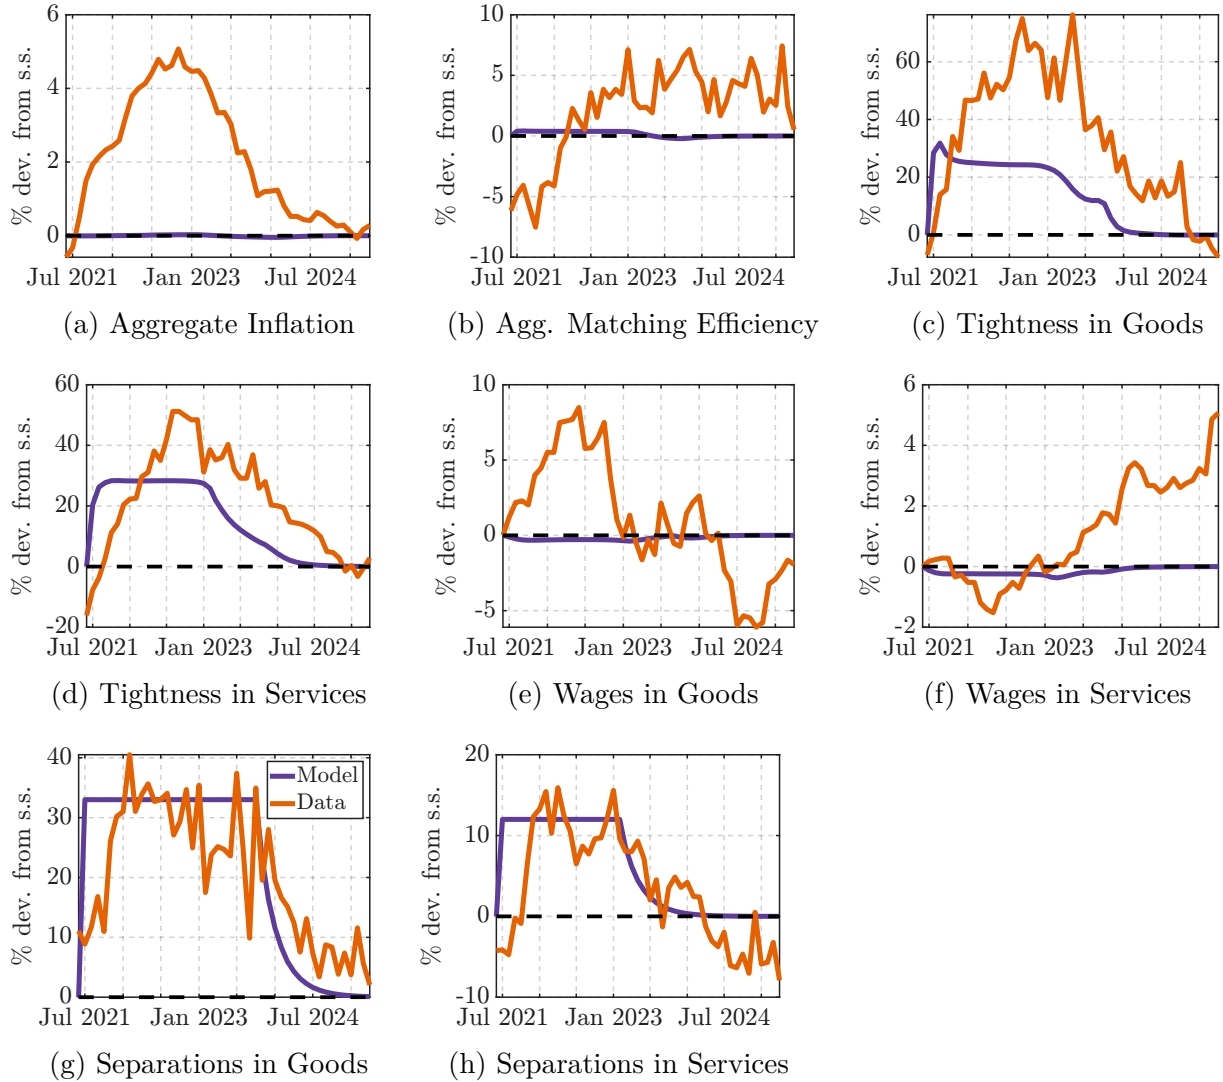 % dev. from s.s.
6
4
2
0
Jul 2021 Jan 2023 Jul 2024
(a) Aggregate Inflation
% dev. from s.s.
10
5
0
-5
-10
Jul 2021 Jan 2023 Jul 2024
(b) Agg. Matching Efficiency
% dev. from s.s.
60
40
20
0
Jul 2021 Jan 2023 Jul 2024
(c) Tightness in Goods
% dev. from s.s.
60
40
20
0
-20
Jul 2021 Jan 2023 Jul 2024
(d) Tightness in Services
% dev. from s.s.
10
5
0
-5
Jul 2021 Jan 2023 Jul 2024
(e) Wages in Goods
% dev. from s.s.
6
4
2
0
-2
Jul 2021 Jan 2023 Jul 2024
(f) Wages in Services
% dev. from s.s.
40
30
20
10
0
Model
Data
Jul 2021 Jan 2023 Jul 2024
(g) Separations in Goods
% dev. from s.s.
20
10
0
-10
Jul 2021 Jan 2023 Jul 2024
(h) Separations in Services